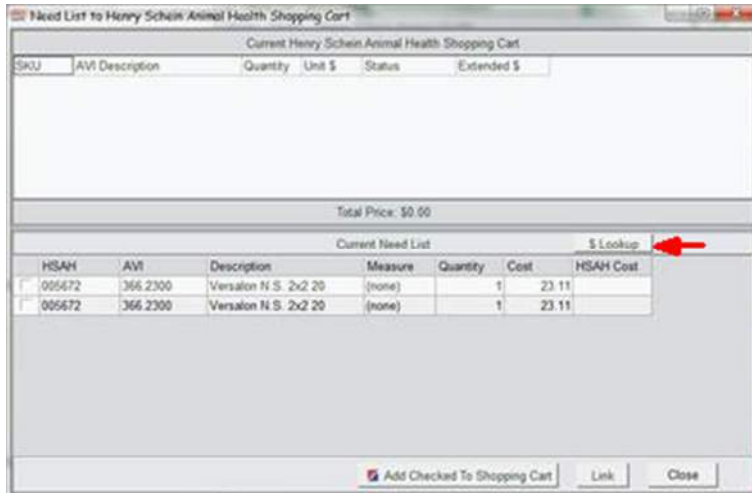 Need List to Henry Schein Animal Health Shopping Cart
Current Henry Schein Animal Health Shopping Cart
SKU AVI Description Quantity Unit $ Status Extended $
Total Price: $0.00
Current Need List $ Lookup
HSAH AVI Description Measure Quantity Cost HSAH Cost
005672 366.2300 Versalon N.S. 2x2 20 (none) 1 23.11
005672 366.2300 Versalon N.S. 2x2 20 (none) 1 23.11
Add Checked To Shopping Cart Link Close